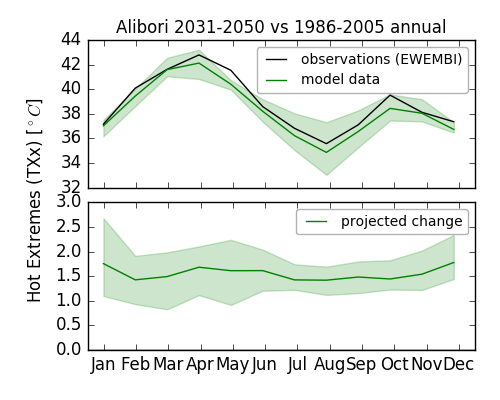 Alibori 2031-2050 vs 1986-2005 annual
Hot Extremes (TXx) [°C]
44
42
40
38
36
34
32
observations (EWEMBI)
model data
3.0
2.5
2.0
1.5
1.0
0.5
0.0
projected change
Jan Feb Mar Apr May Jun Jul Aug Sep Oct Nov Dec